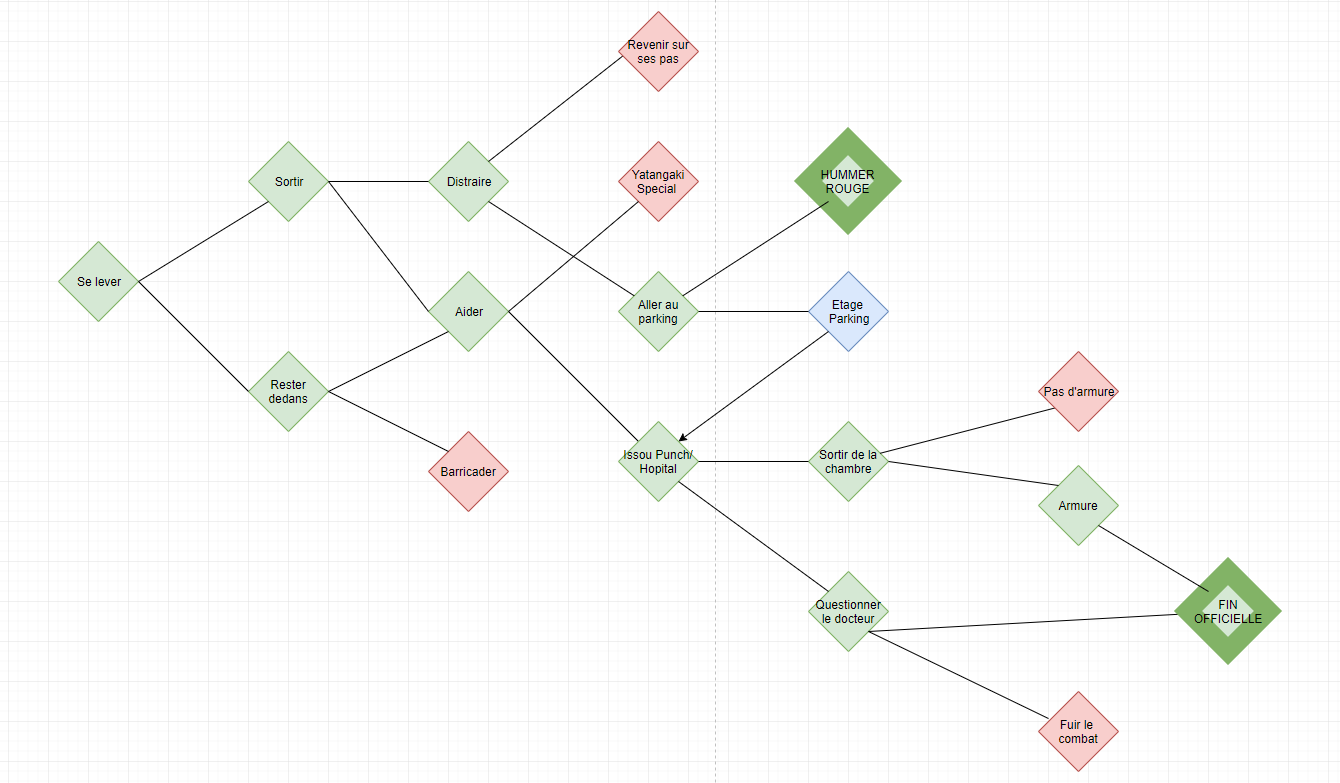 Revenir sur
ses pas
Sortir
Distraire
Yatangaki
Special
HUMMER
ROUGE
Se lever
Aider
Aller au
parking
Etage
Parking
Rester
dedans
Pas d'armure
Barricader
Issou Punch/
Hopital
Sortir de la
chambre
Armure
Questionner
le docteur
FIN
OFFICIELLE
Fuir le
combat